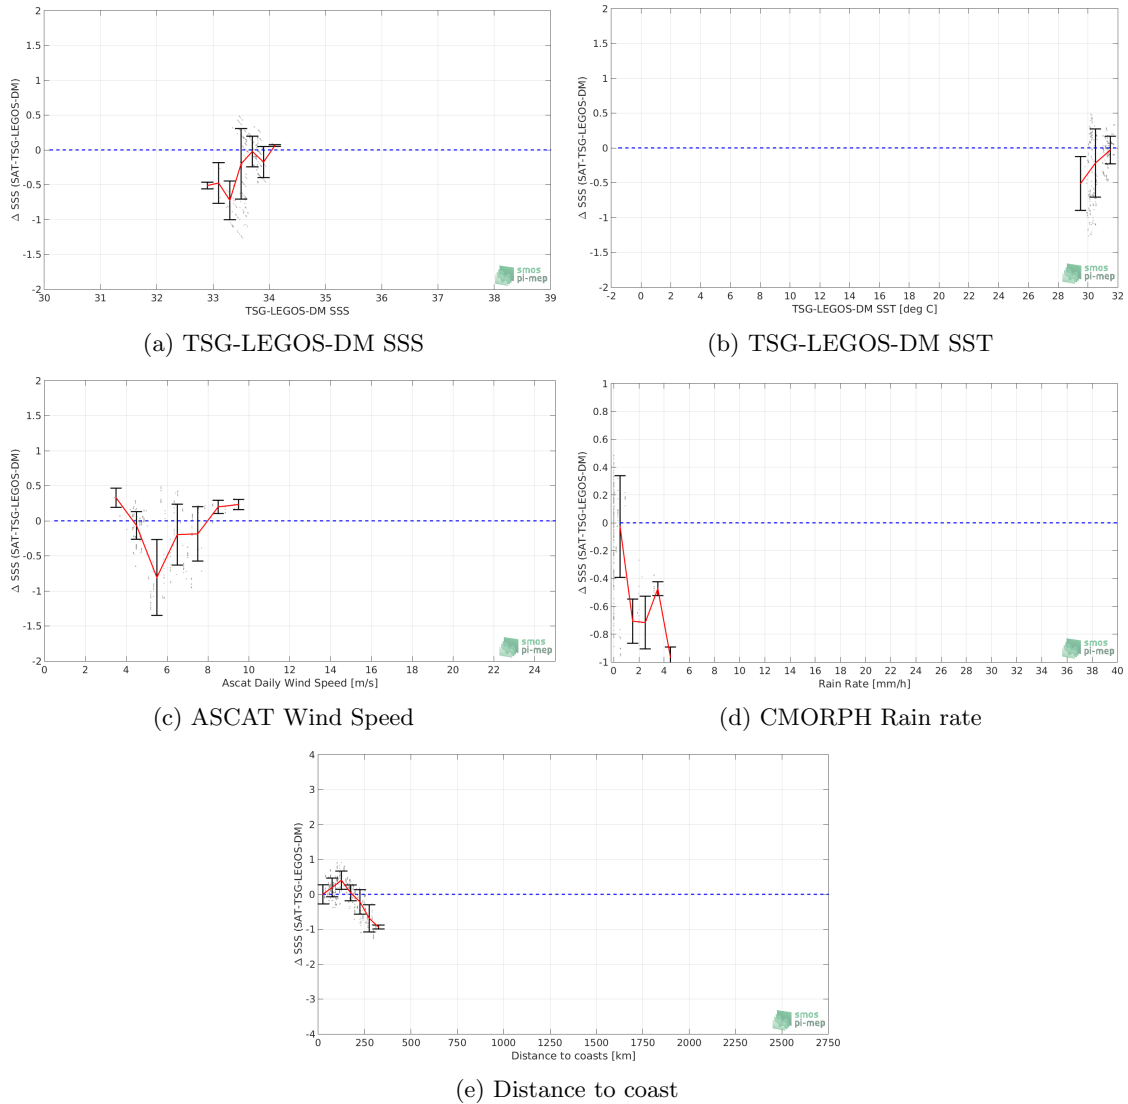 2
1.5
1
0.5
0
-0.5
-1
-1.5
-2
Δ SSS (SAT-TSG-LEGOS-DM)
30 31 32 33 34 35 36 37 38 39
TSG-LEGOS-DM SSS
smos
pi-mep
(a) TSG-LEGOS-DM SSS
2
1.5
1
0.5
0
-0.5
-1
-1.5
-2
Δ SSS (SAT-TSG-LEGOS-DM)
-2 0 2 4 6 8 10 12 14 16 18 20 22 24 26 28 30 32
TSG-LEGOS-DM SST [deg C]
smos
pi-mep
(b) TSG-LEGOS-DM SST
2
1.5
1
0.5
0
-0.5
-1
-1.5
-2
Δ SSS (SAT-TSG-LEGOS-DM)
0 2 4 6 8 10 12 14 16 18 20 22 24
Ascat Daily Wind Speed [m/s]
smos
pi-mep
(c) ASCAT Wind Speed
1
0.8
0.6
0.4
0.2
0
-0.2
-0.4
-0.6
-0.8
-1
Δ SSS (SAT-TSG-LEGOS-DM)
0 2 4 6 8 10 12 14 16 18 20 22 24 26 28 30 32 34 36 38 40
Rain Rate [mm/h]
smos
pi-mep
(d) CMORPH Rain rate
4
3
2
1
0
-1
-2
-3
-4
Δ SSS (SAT-TSG-LEGOS-DM)
0 250 500 750 1000 1250 1500 1750 2000 2250 2500 2750
Distance to coasts [km]
smos
pi-mep
(e) Distance to coast